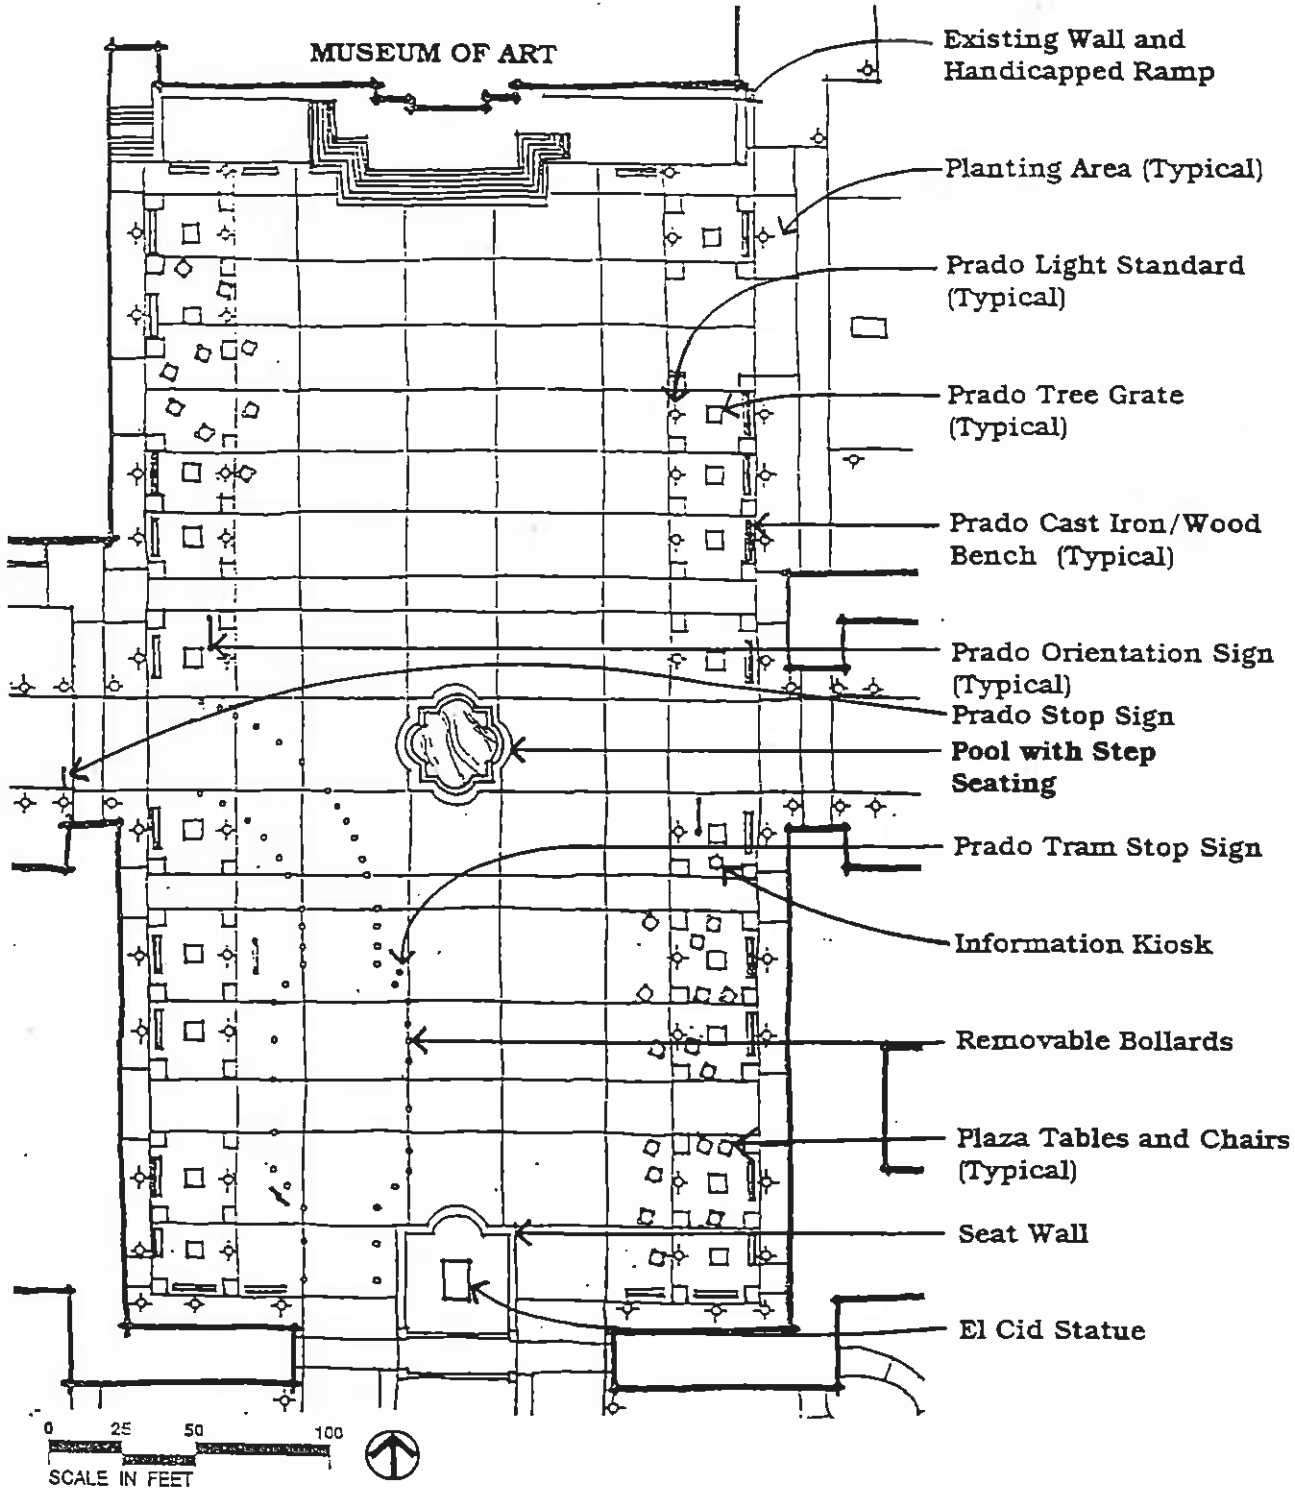 MUSEUM OF ART
Existing Wall and
Handicapped Ramp
Planting Area (Typical)
Prado Light Standard
(Typical)
Prado Tree Grate
(Typical)
Prado Cast Iron/Wood
Bench (Typical)
Prado Orientation Sign
(Typical)
Prado Stop Sign
Pool with Step
Seating
Prado Tram Stop Sign
Information Kiosk
Removable Bollards
Plaza Tables and Chairs
(Typical)
Seat Wall
El Cid Statue
0 25 50 100
SCALE IN FEET